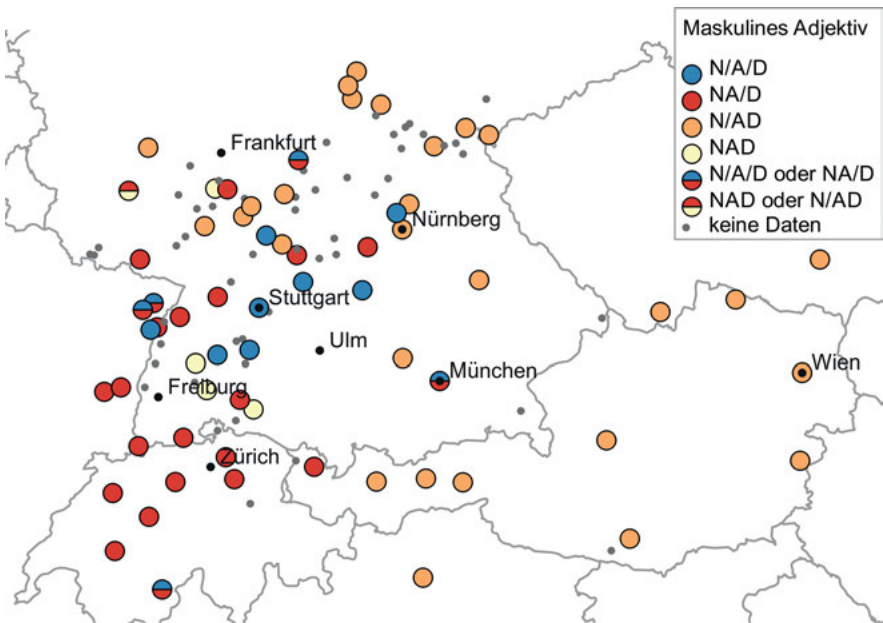 Maskulines Adjektiv
N/A/D
NA/D
N/AD
NAD
N/A/D oder NA/D
NAD oder N/AD
keine Daten
Frankfurt
Nürnberg
Stuttgart
Ulm
München
Wien
Freiburg
Zürich